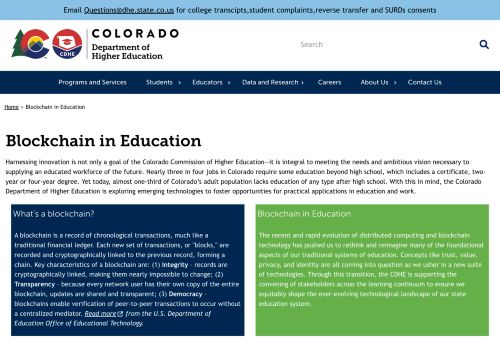 Email Questions@dhe.state.co.us for college transcipts,student complaints,reverse transfer and SURDs consents
COLORADO
Department of
Higher Education
CDHE
Search
Programs and Services Students Educators Data and Research Careers About Us Contact Us
Home > Blockchain in Education
Blockchain in Education
Harnessing innovation is not only a goal of the Colorado Commission of Higher Education—it is integral to meeting the needs and ambitious vision necessary to
supplying an educated workforce of the future. Nearly three in four jobs in Colorado require some education beyond high school, which includes a certificate, two-
year or four-year degree. Yet today, almost one-third of Colorado's adult population lacks education of any type after high school. With this in mind, the Colorado
Department of Higher Education is exploring emerging technologies to foster opportunities for practical applications in education and work.
What's a blockchain?
A blockchain is a record of chronological transactions, much like a
traditional financial ledger. Each new set of transactions, or "blocks," are
recorded and cryptographically linked to the previous record, forming a
chain. Key characteristics of a blockchain are: (1) Integrity – records are
cryptographically linked, making them nearly impossible to change; (2)
Transparency – because every network user has their own copy of the entire
blockchain, updates are shared and transparent; (3) Democracy –
blockchains enable verification of peer-to-peer transactions to occur without
a centralized mediator. Read more from the U.S. Department of
Education Office of Educational Technology.
Blockchain in Education
The recent and rapid evolution of distributed computing and blockchain
technology has pushed us to rethink and reimagine many of the foundational
aspects of our traditional systems of education. Concepts like trust, value,
privacy, and identity are all coming into question as we usher in a new suite
of technologies. Through this transition, the CDHE is supporting the
convening of stakeholders across the learning continuum to ensure we
equitably shape the ever-evolving technological landscape of our state
education system.